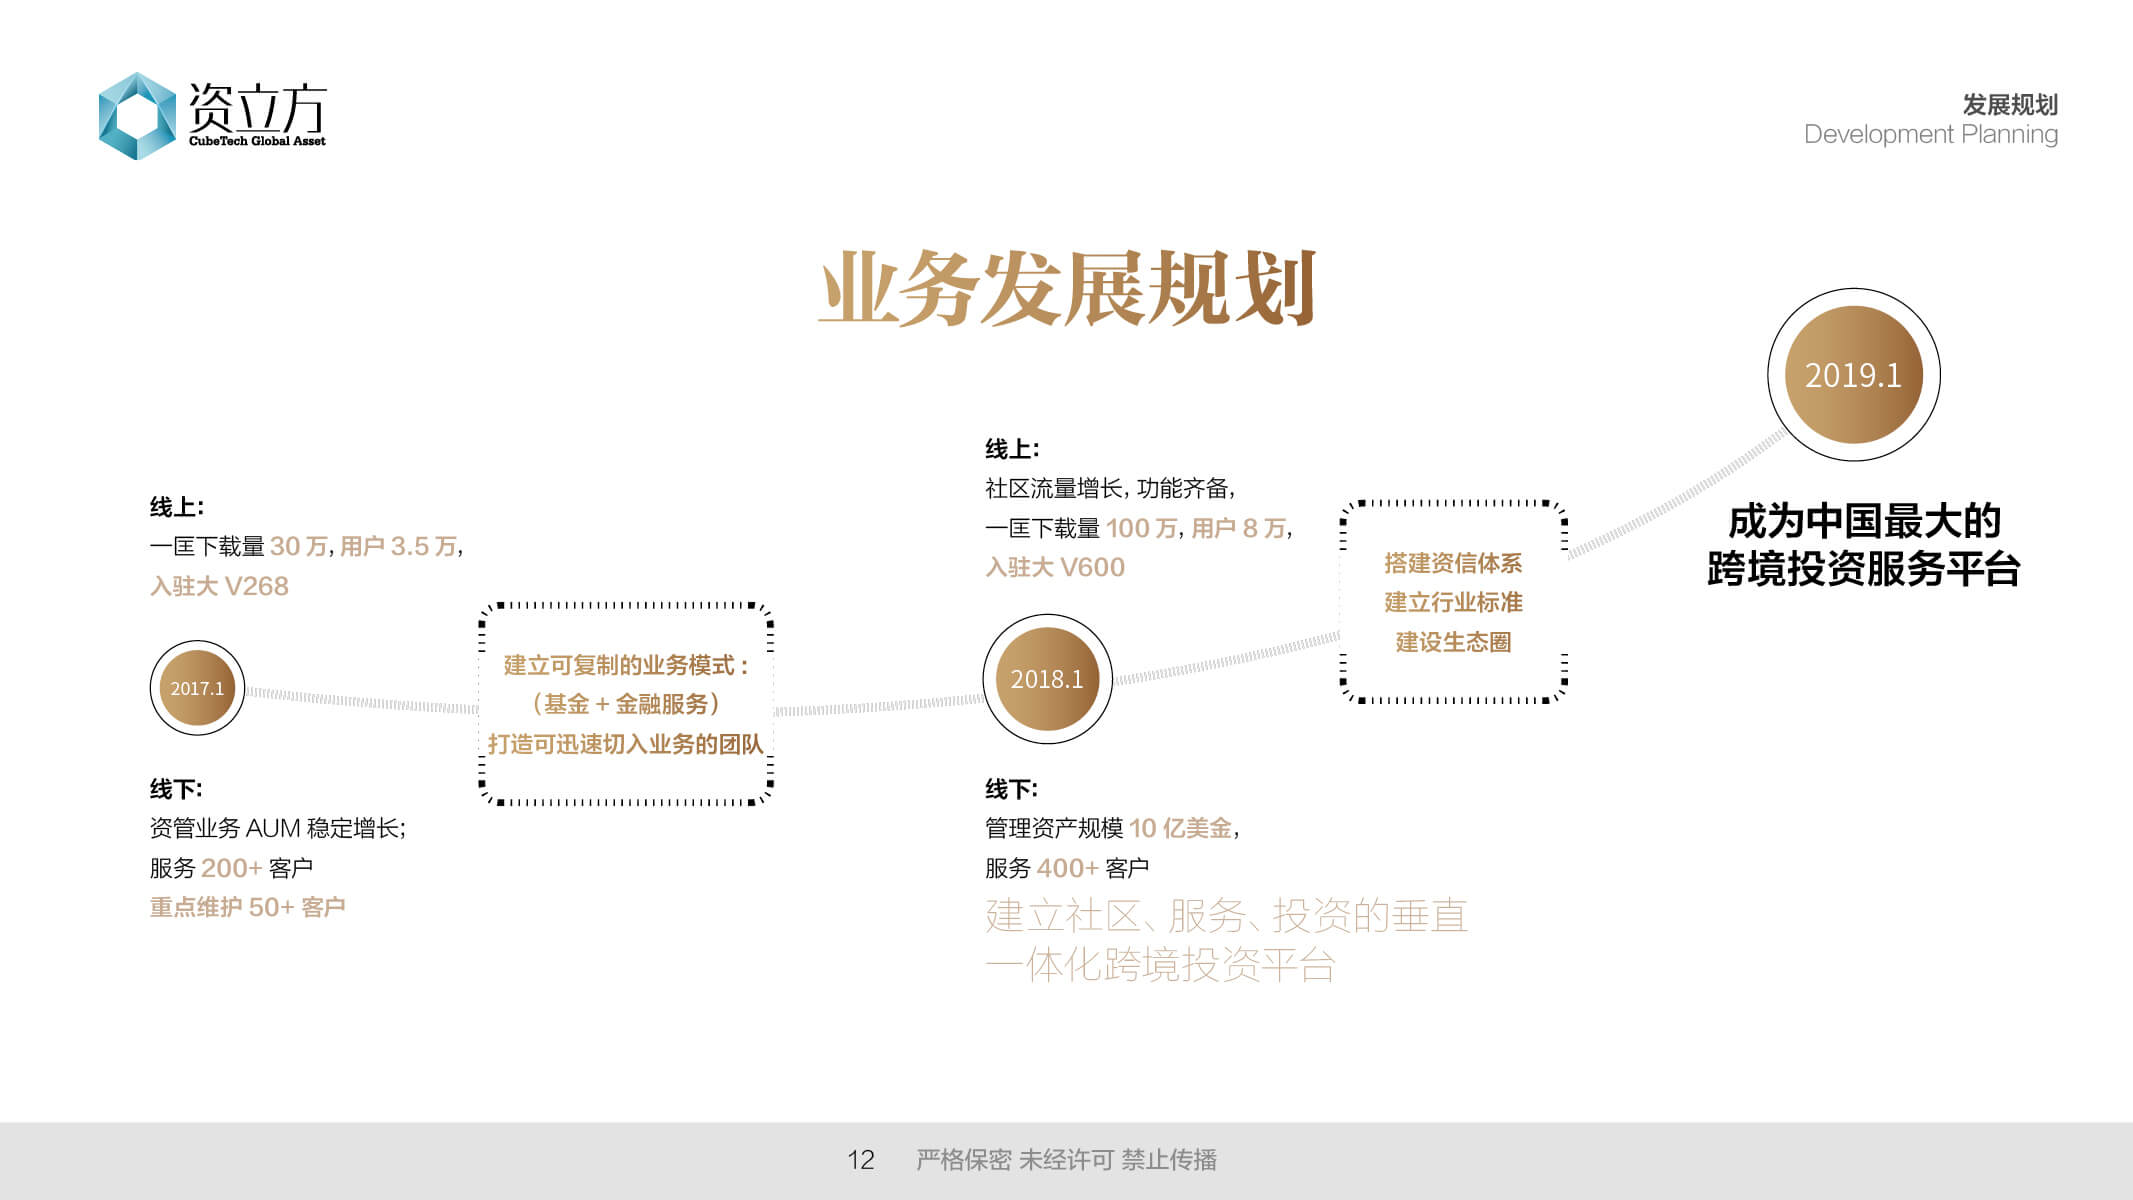 资立方
CubeTech Global Asset
发展规划
Development Planning
业务发展规划
线上:
一匡下载量 30 万, 用户 3.5 万,
入驻大 V268
2017.1
线下:
资管业务 AUM 稳定增长;
服务 200+ 客户
重点维护 50+ 客户
建立可复制的业务模式:
（基金 + 金融服务）
打造可迅速切入业务的团队
线上:
社区流量增长, 功能齐备,
一匡下载量 100 万, 用户 8 万,
入驻大 V600
2018.1
线下:
管理资产规模 10 亿美金,
服务 400+ 客户
建立社区、服务、投资的垂直
一体化跨境投资平台
搭建资信体系
建立行业标准
建设生态圈
2019.1
成为中国最大的
跨境投资服务平台
12 严格保密 未经许可 禁止传播